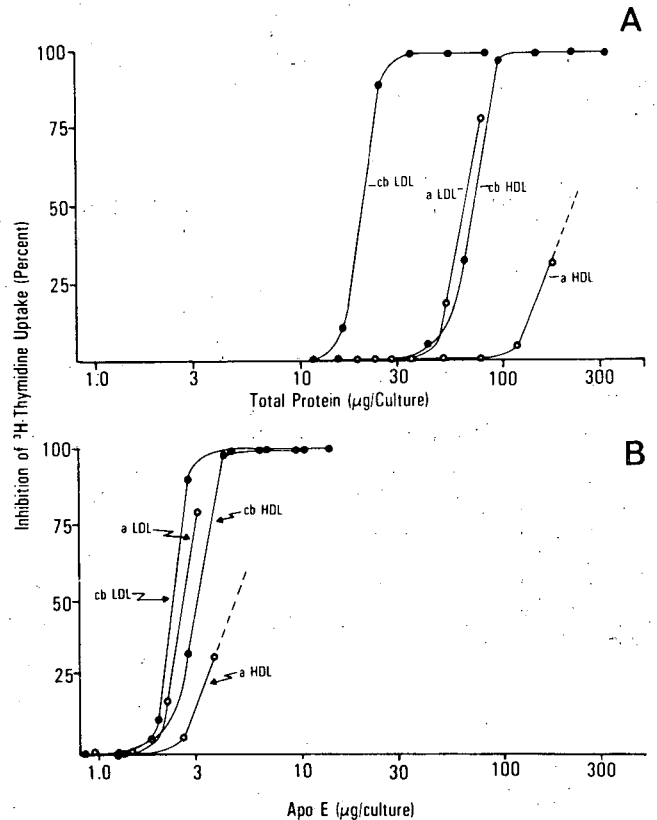 A
Inhibition of ³H-Thymidine Uptake (Percent)
100
75
50
25
cb LDL
a LDL
cb HDL
a HDL
1.0 3 10 30 100 300
Total Protein (μg/Culture)
B
100
75
50
25
a LDL
cb HDL
cb LDL
a HDL
1.0 3 10 30 100 300
Apo E (μg/culture)